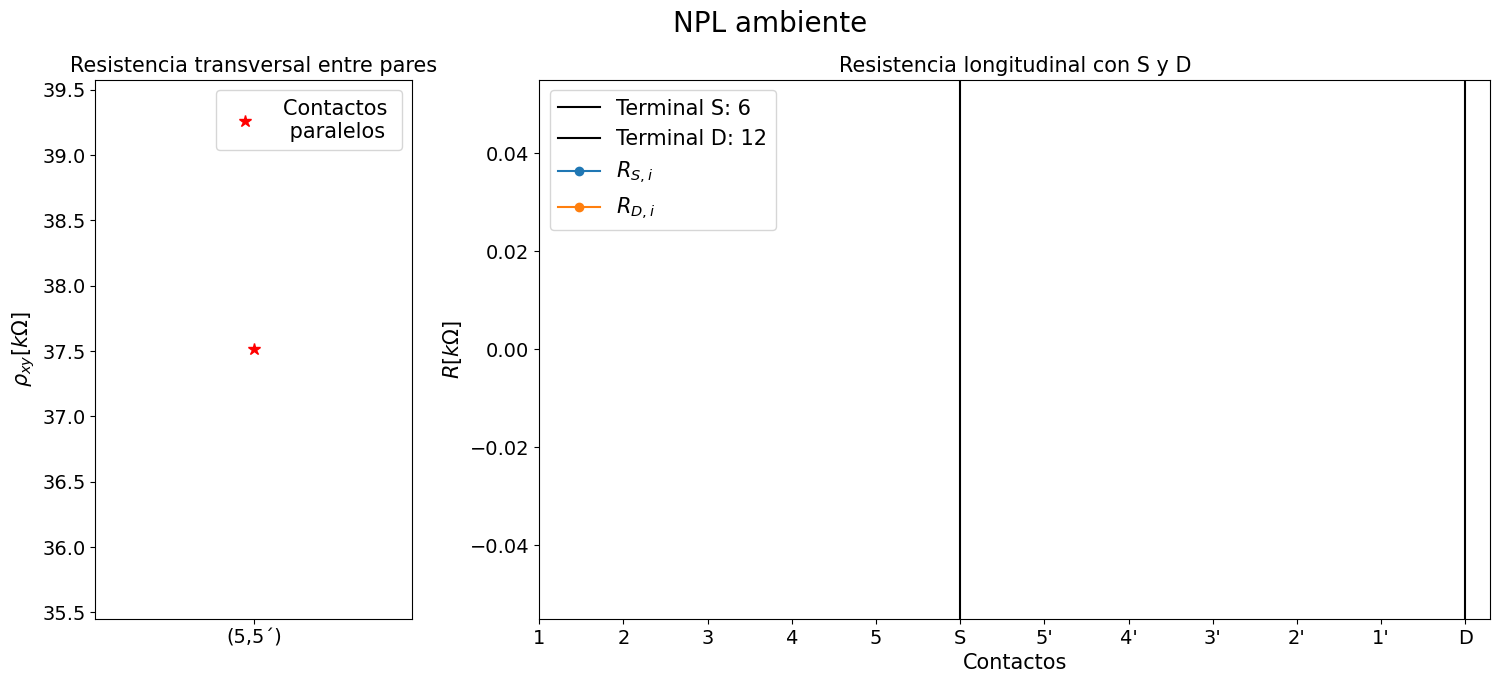 NPL ambiente
Resistencia transversal entre pares
39.5
39.0
38.5
38.0
37.5
37.0
36.5
36.0
35.5
ρxy[kΩ]
Contactos
paralelos
(5,5´)
Resistencia longitudinal con S y D
0.04
0.02
0.00
−0.02
−0.04
R[kΩ]
Terminal S: 6
Terminal D: 12
RS,i
RD,i
1 2 3 4 5 S 5' 4' 3' 2' 1' D
Contactos